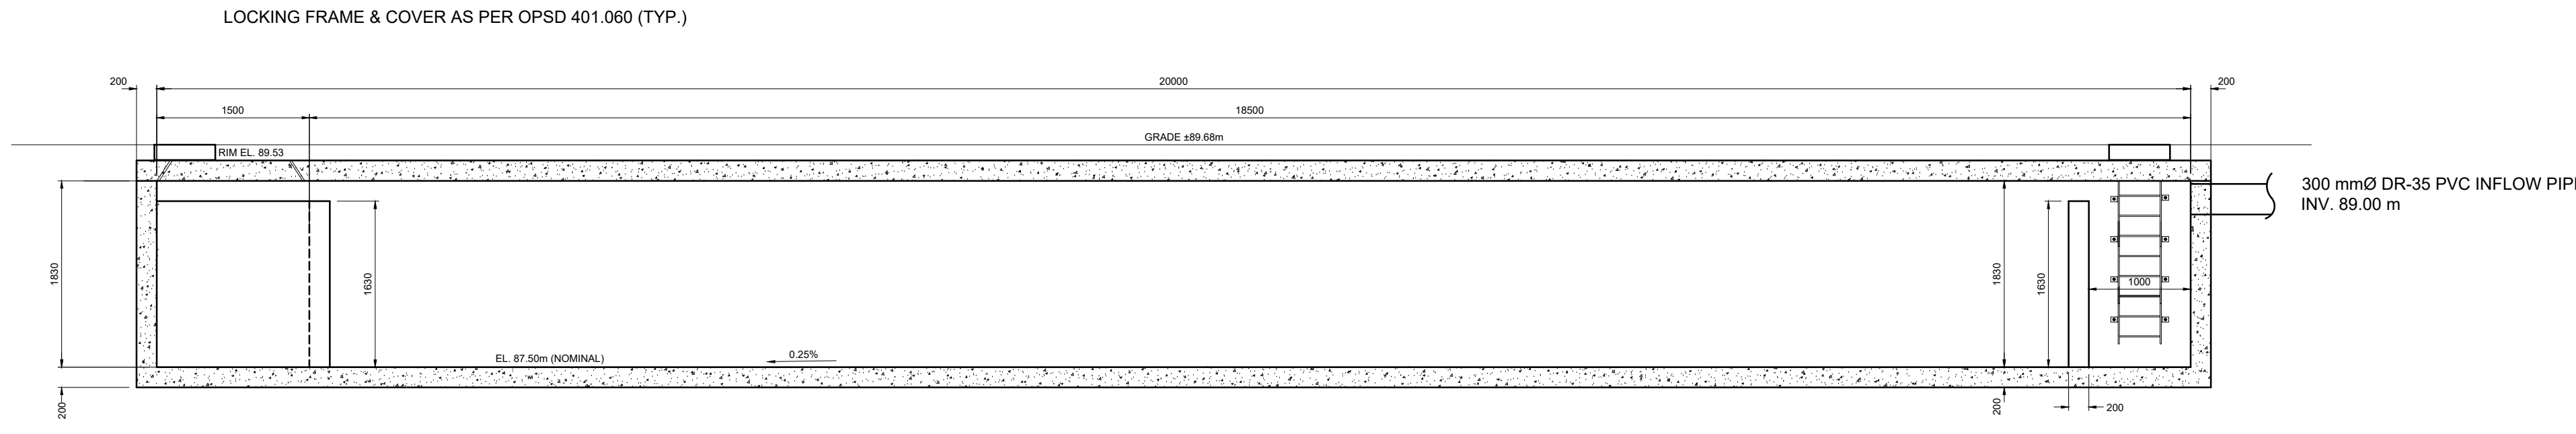 LOCKING FRAME & COVER AS PER OPSD 401.060 (TYP.)
200
20000
200
1500
18500
GRADE ±89.68m
RIM EL. 89.53
300 mmØ DR-35 PVC INFLOW PIP
INV. 89.00 m
1830
1630
1830
1630
1000
EL. 87.50m (NOMINAL)
0.25%
200
200
200